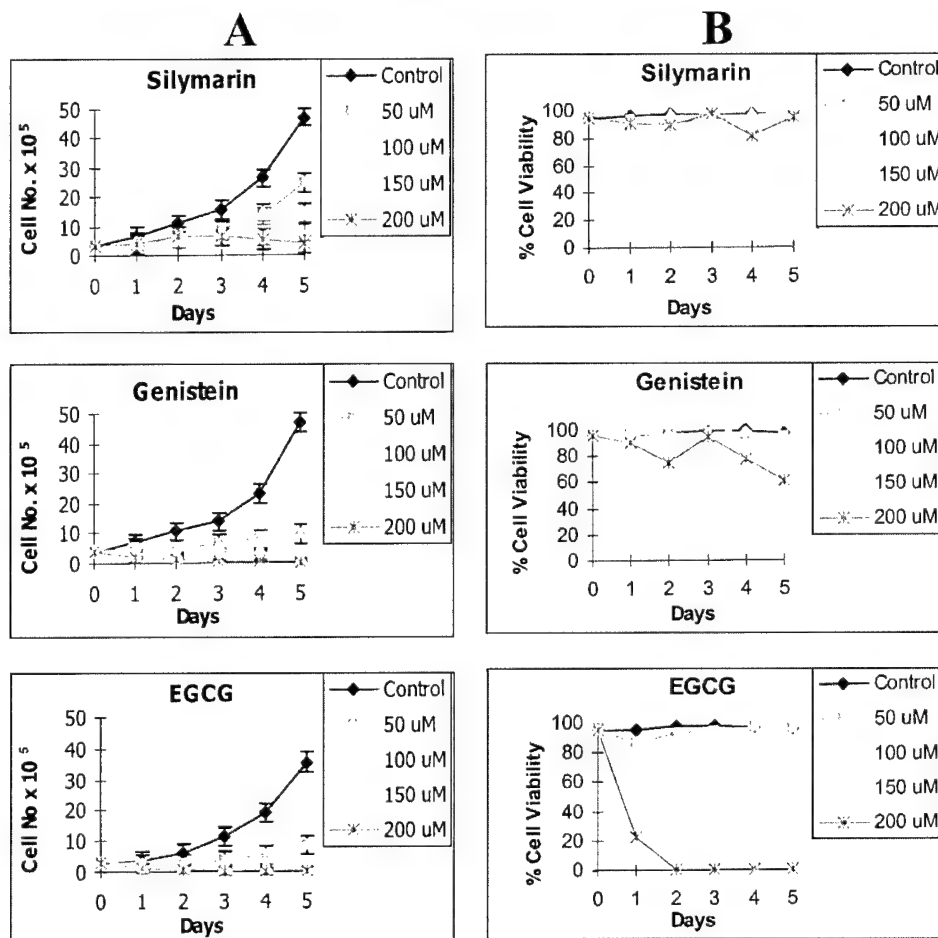 A
B
Silymarin
Cell No. x 10 5
50
40
30
20
10
0
0 1 2 3 4 5
Days
Control
50 uM
100 uM
150 uM
200 uM
Silymarin
% Cell Viability
100
80
60
40
20
0
0 1 2 3 4 5
Days
Control
50 uM
100 uM
150 uM
200 uM
Genistein
Cell No. x 10 5
50
40
30
20
10
0
0 1 2 3 4 5
Days
Control
50 uM
100 uM
150 uM
200 uM
Genistein
% Cell Viability
100
80
60
40
20
0
0 1 2 3 4 5
Days
Control
50 uM
100 uM
150 uM
200 uM
EGCG
Cell No x 10 5
50
40
30
20
10
0
0 1 2 3 4 5
Days
Control
50 uM
100 uM
150 uM
200 uM
EGCG
% Cell Viability
100
80
60
40
20
0
0 1 2 3 4 5
Days
Control
50 uM
100 uM
150 uM
200 uM